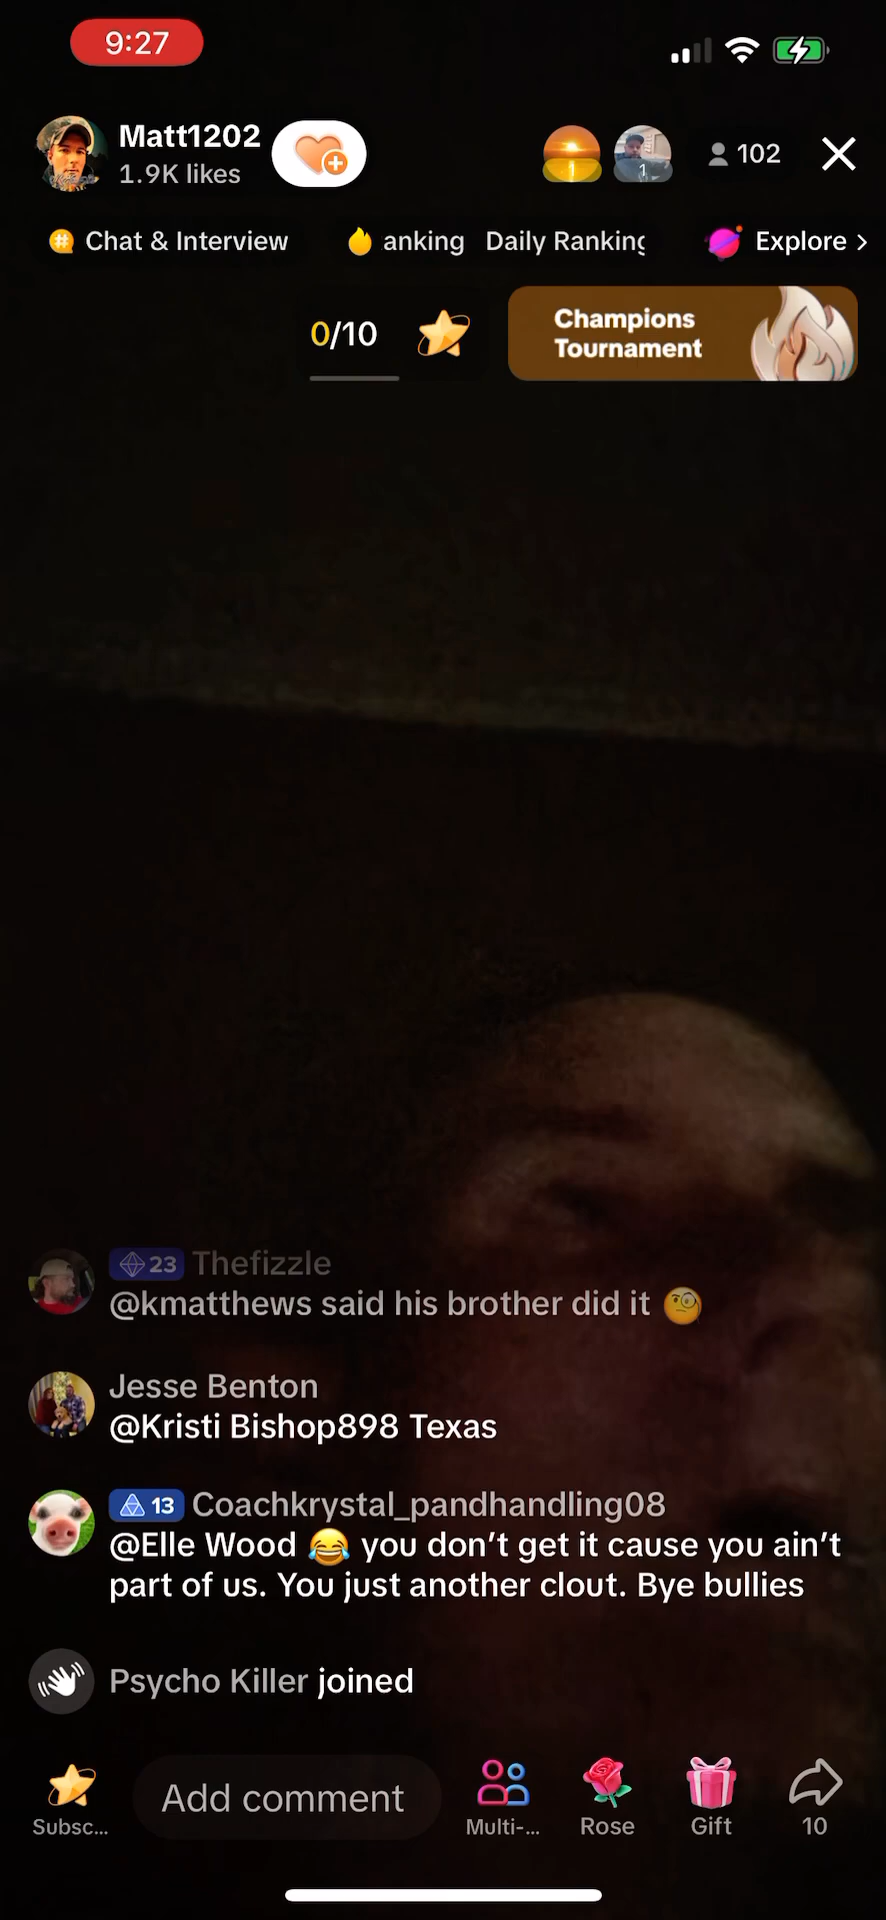 9:27
Matt1202
1.9K likes
1
1
102
Chat & Interview
anking Daily Ranking
Explore >
0/10
Champions
Tournament
23 Thefizzle
@kmatthews said his brother did it 🧐
Jesse Benton
@Kristi Bishop898 Texas
13 Coachkrystal_pandhandling08
@Elle Wood 😂 you don’t get it cause you ain’t
part of us. You just another clout. Bye bullies
Psycho Killer joined
Subsc...
Add comment
Multi-...
Rose
Gift
10